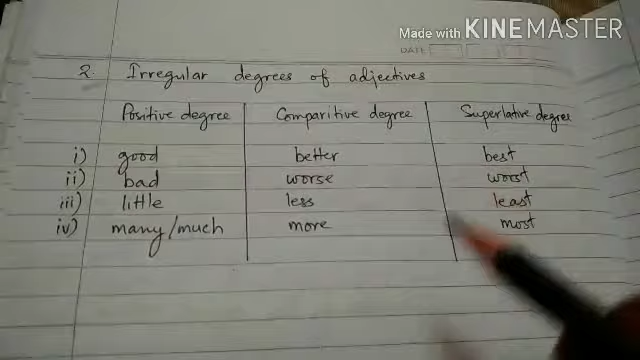 Made with KINEMASTER
DATE
2. Irregular degrees of adjectives
Positive degree Comparitive degree Superlative degree
i) good better best
ii) bad worse worst
iii) little less least
iv) many/much more most